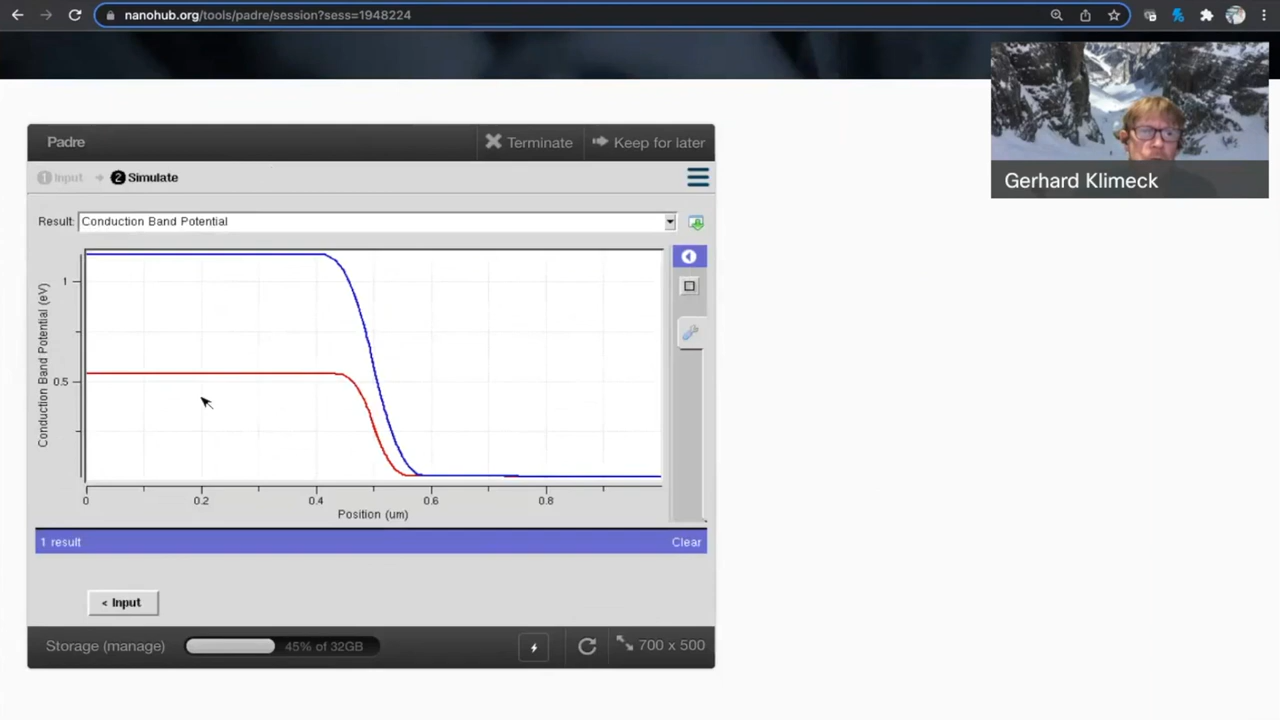 nanohub.org/tools/padre/session?sess=1948224
Gerhard Klimeck
Padre
Terminate
Keep for later
1 Input
2 Simulate
Result: Conduction Band Potential
Conduction Band Potential (eV)
1
0.5
0
0.2
0.4
0.6
0.8
Position (um)
1 result
Clear
< Input
Storage (manage)
45% of 32GB
700 x 500